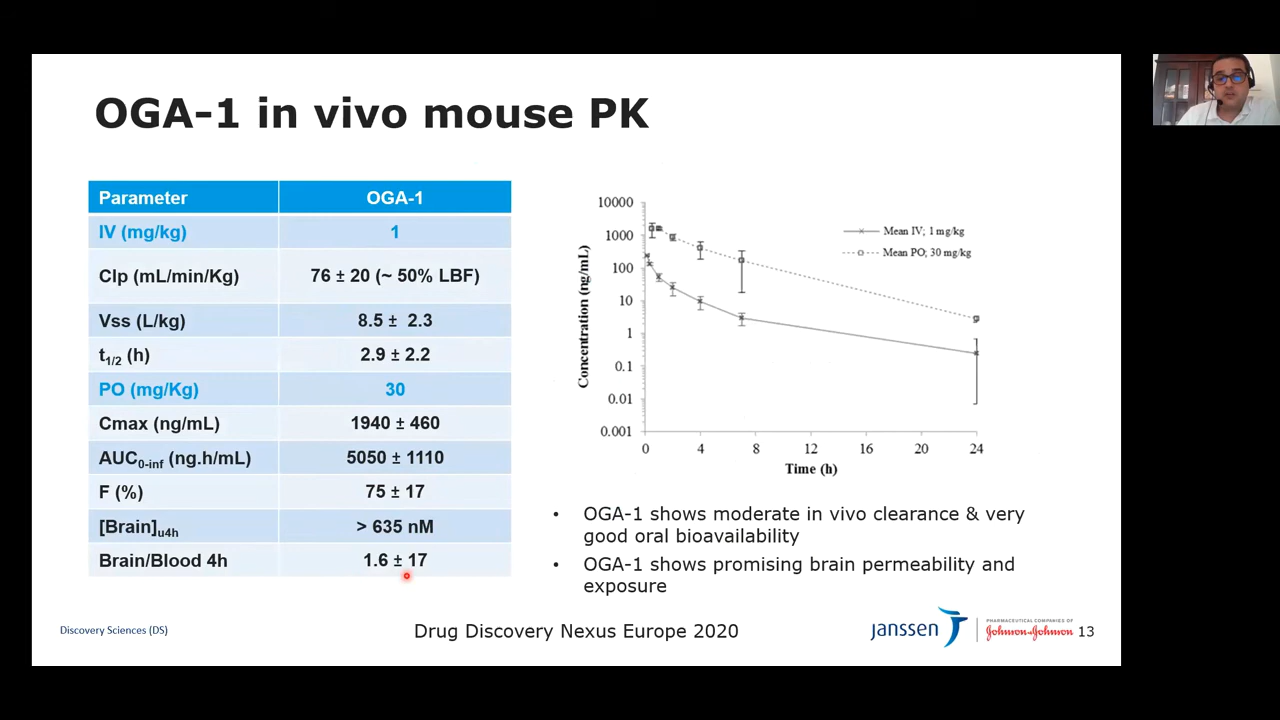 OGA-1 in vivo mouse PK
Parameter OGA-1
IV (mg/kg) 1
Clp (mL/min/Kg) 76 ± 20 (~ 50% LBF)
Vss (L/kg) 8.5 ± 2.3
t1/2 (h) 2.9 ± 2.2
PO (mg/Kg) 30
Cmax (ng/mL) 1940 ± 460
AUC0-inf (ng.h/mL) 5050 ± 1110
F (%) 75 ± 17
[Brain]u4h > 635 nM
Brain/Blood 4h 1.6 ± 17
Concentration (ng/mL)
10000
1000
100
10
1
0.1
0.01
0.001
0 4 8 12 16 20 24
Time (h)
Mean IV; 1 mg/kg
Mean PO; 30 mg/kg
• OGA-1 shows moderate in vivo clearance & very
good oral bioavailability
• OGA-1 shows promising brain permeability and
exposure
Discovery Sciences (DS)
Drug Discovery Nexus Europe 2020
janssen
PHARMACEUTICAL COMPANIES OF
Johnson & Johnson
13